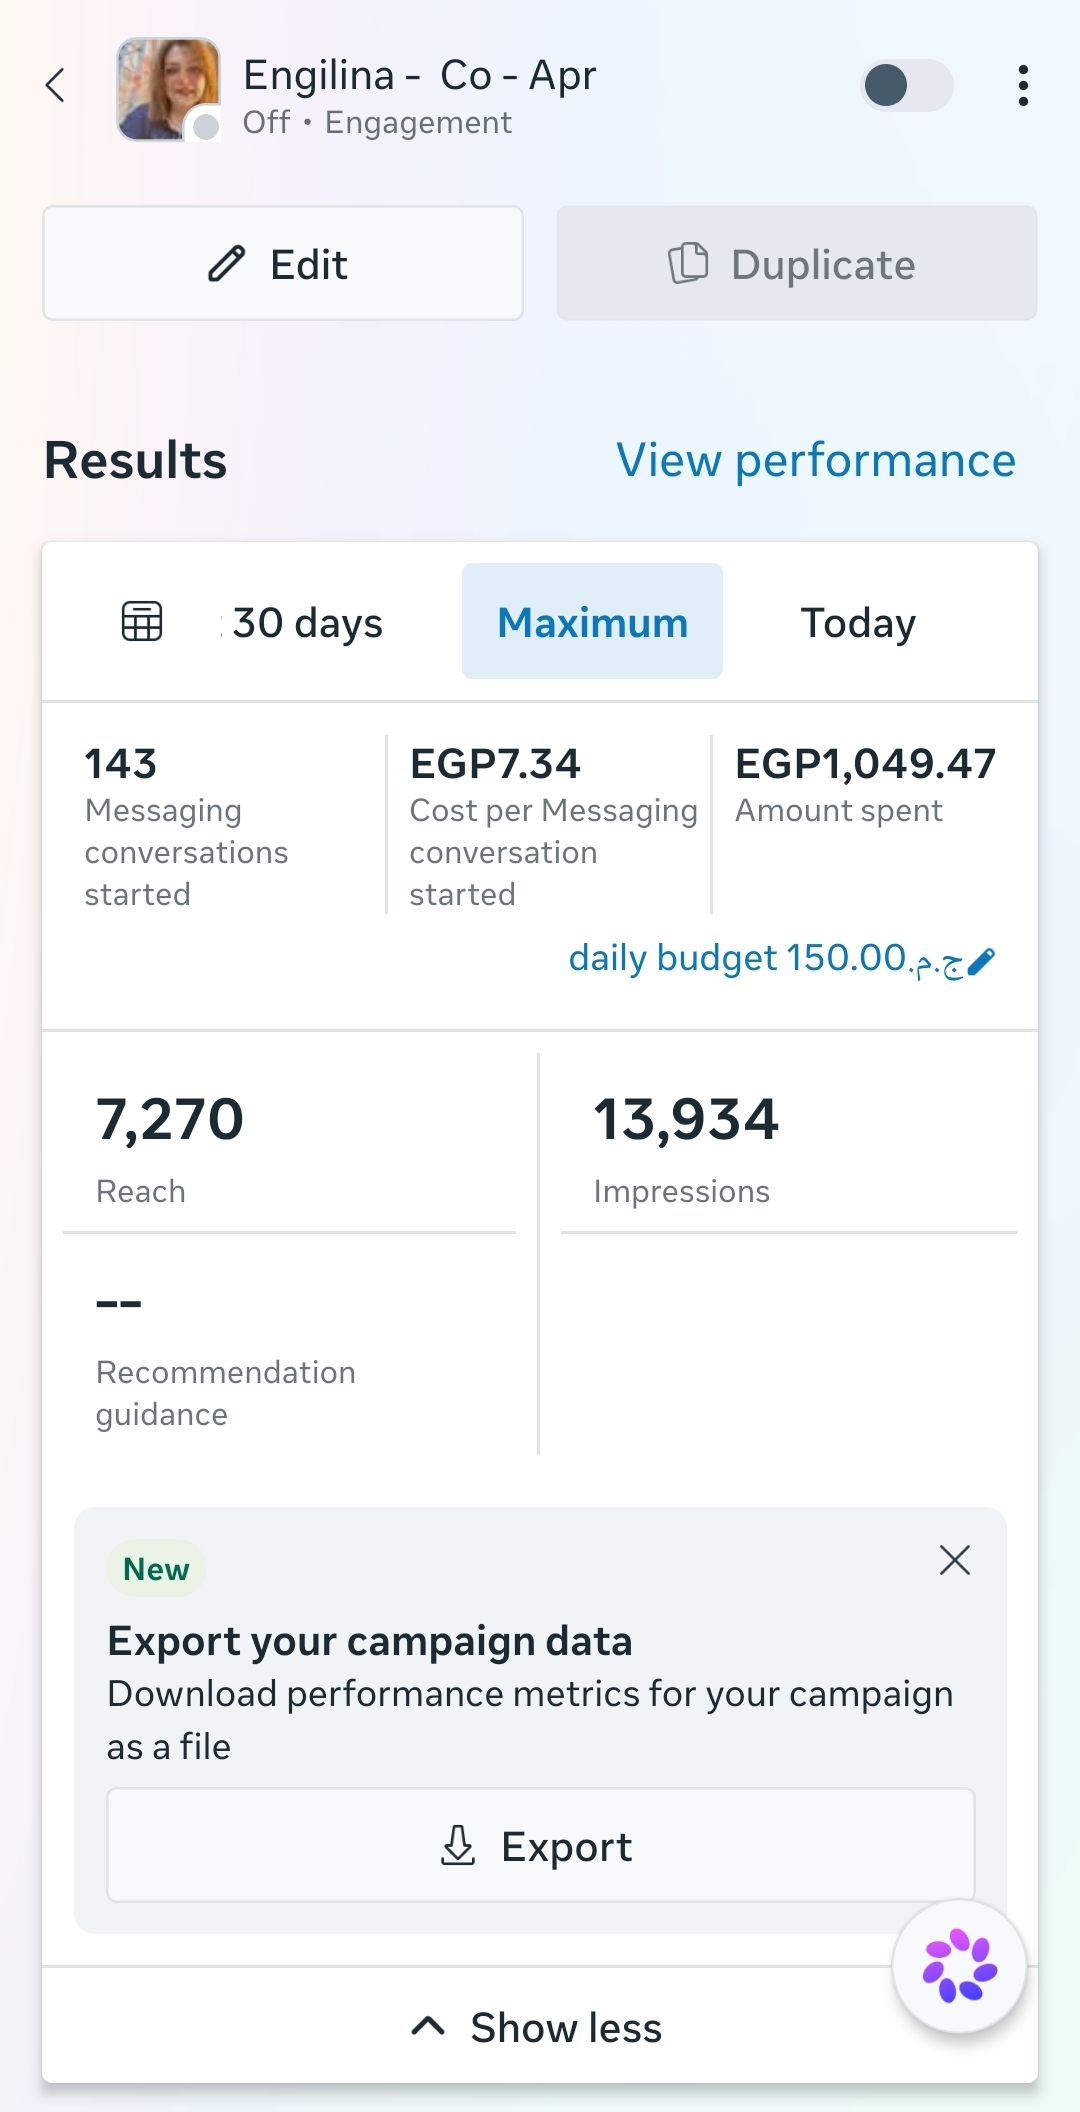 Engilina - Co - Apr
Off • Engagement
Edit
Duplicate
Results
View performance
30 days
Maximum
Today
143
Messaging
conversations
started
EGP7.34
Cost per Messaging
conversation
started
EGP1,049.47
Amount spent
daily budget 150.00.ج.م
7,270
Reach
13,934
Impressions
--
Recommendation
guidance
New
Export your campaign data
Download performance metrics for your campaign
as a file
Export
Show less